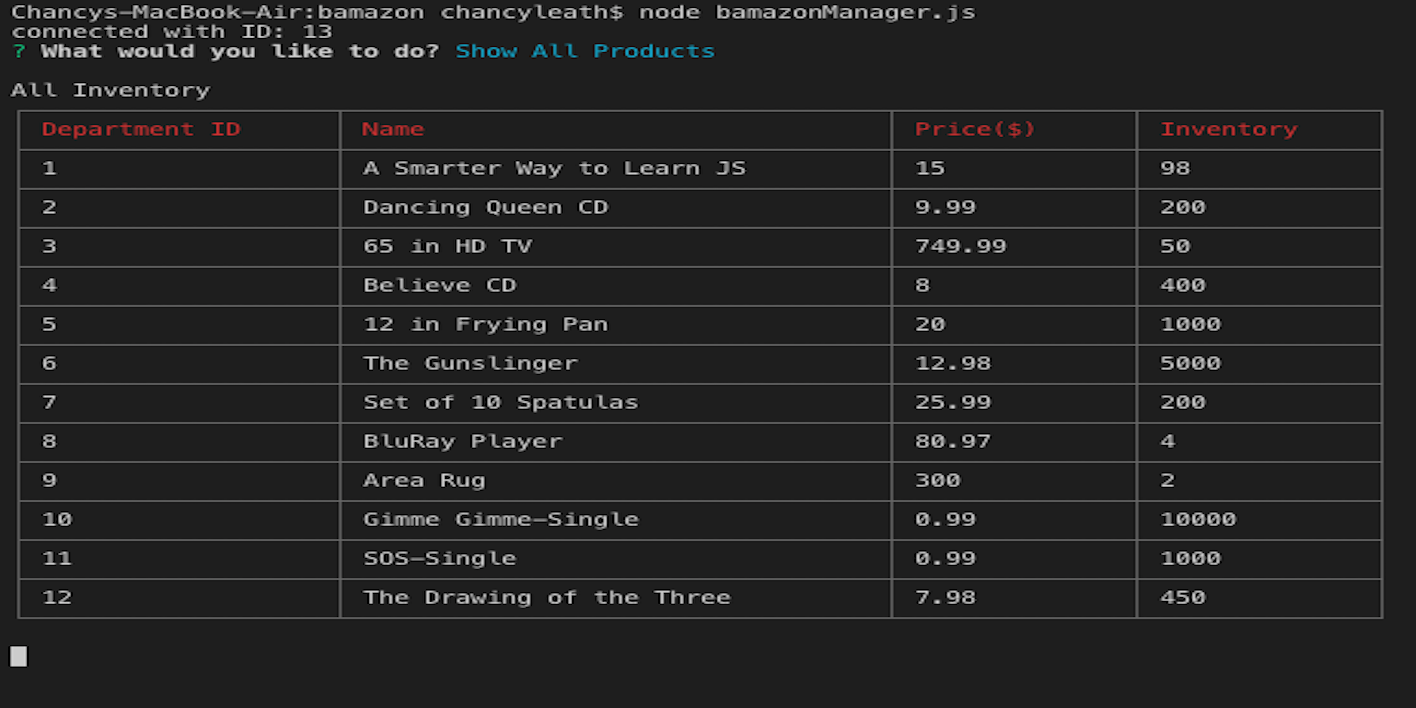 Chancys-MacBook-Air:bamazon chancyleath$ node bamazonManager.js
connected with ID: 13
? What would you like to do? Show All Products
All Inventory
Department ID Name Price($) Inventory
1 A Smarter Way to Learn JS 15 98
2 Dancing Queen CD 9.99 200
3 65 in HD TV 749.99 50
4 Believe CD 8 400
5 12 in Frying Pan 20 1000
6 The Gunslinger 12.98 5000
7 Set of 10 Spatulas 25.99 200
8 BluRay Player 80.97 4
9 Area Rug 300 2
10 Gimme Gimme-Single 0.99 10000
11 SOS-Single 0.99 1000
12 The Drawing of the Three 7.98 450